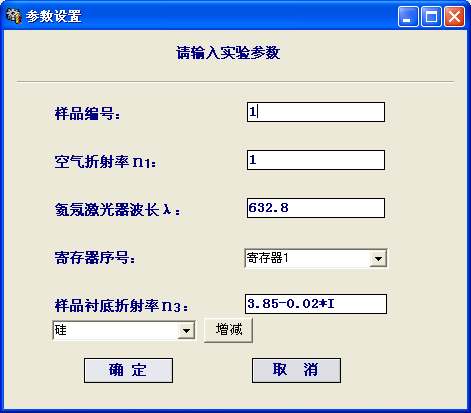 参数设置
请输入实验参数
样品编号： 1
空气折射率 n1： 1
氦氖激光器波长 λ： 632.8
寄存器序号： 寄存器1
样品衬底折射率 n3： 3.85-0.02*I
硅 增减
确 定 取 消